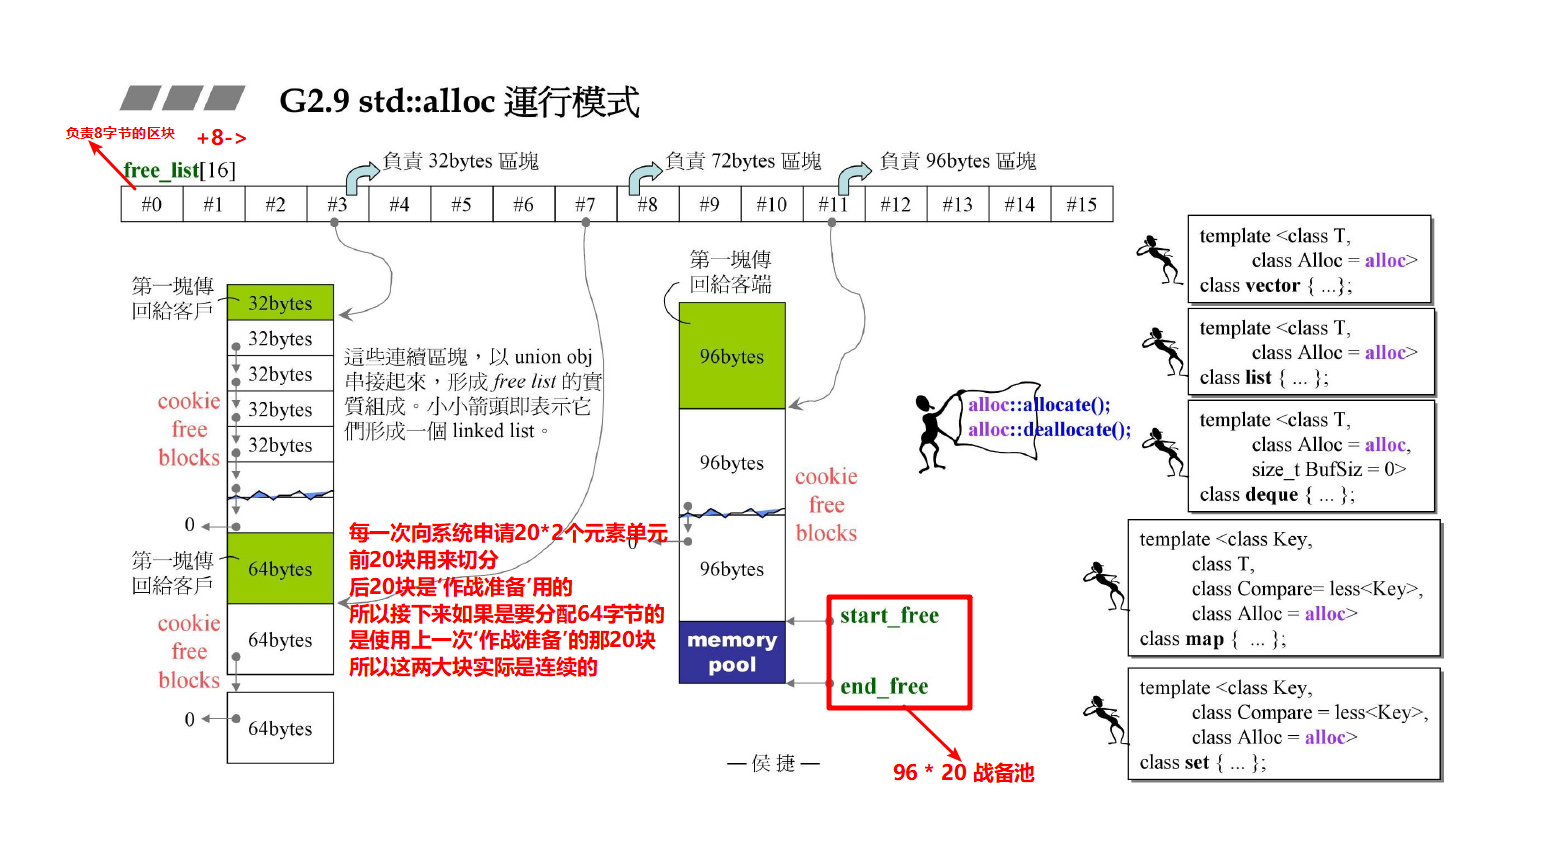 G2.9 std::alloc 運行模式
负责8字节的区块
+8->
free_list[16]
負責 32bytes 區塊
負責 72bytes 區塊
負責 96bytes 區塊
#0 #1 #2 #3 #4 #5 #6 #7 #8 #9 #10 #11 #12 #13 #14 #15
第一塊傳
回給客戶
32bytes
32bytes
32bytes
32bytes
32bytes
cookie
free
blocks
0
這些連續區塊，以 union obj
串接起來，形成 free list 的實
質組成。小小箭頭即表示它
們形成一個 linked list。
第一塊傳
回給客戶
64bytes
64bytes
64bytes
cookie
free
blocks
0
每一次向系统申请20*2个元素单元
前20块用来切分
后20块是‘作战准备’用的
所以接下来如果是要分配64字节的
是使用上一次‘作战准备’的那20块
所以这两大块实际是连续的
第一塊傳
回給客端
96bytes
96bytes
96bytes
cookie
free
blocks
0
memory
pool
start_free
end_free
96 * 20 战备池
— 侯 捷 —
alloc::allocate();
alloc::deallocate();
template <class T,
class Alloc = alloc>
class vector { ...};
template <class T,
class Alloc = alloc>
class list { ... };
template <class T,
class Alloc = alloc,
size_t BufSiz = 0>
class deque { ... };
template <class Key,
class T,
class Compare= less<Key>,
class Alloc = alloc>
class map { ... };
template <class Key,
class Compare = less<Key>,
class Alloc = alloc>
class set { ... };